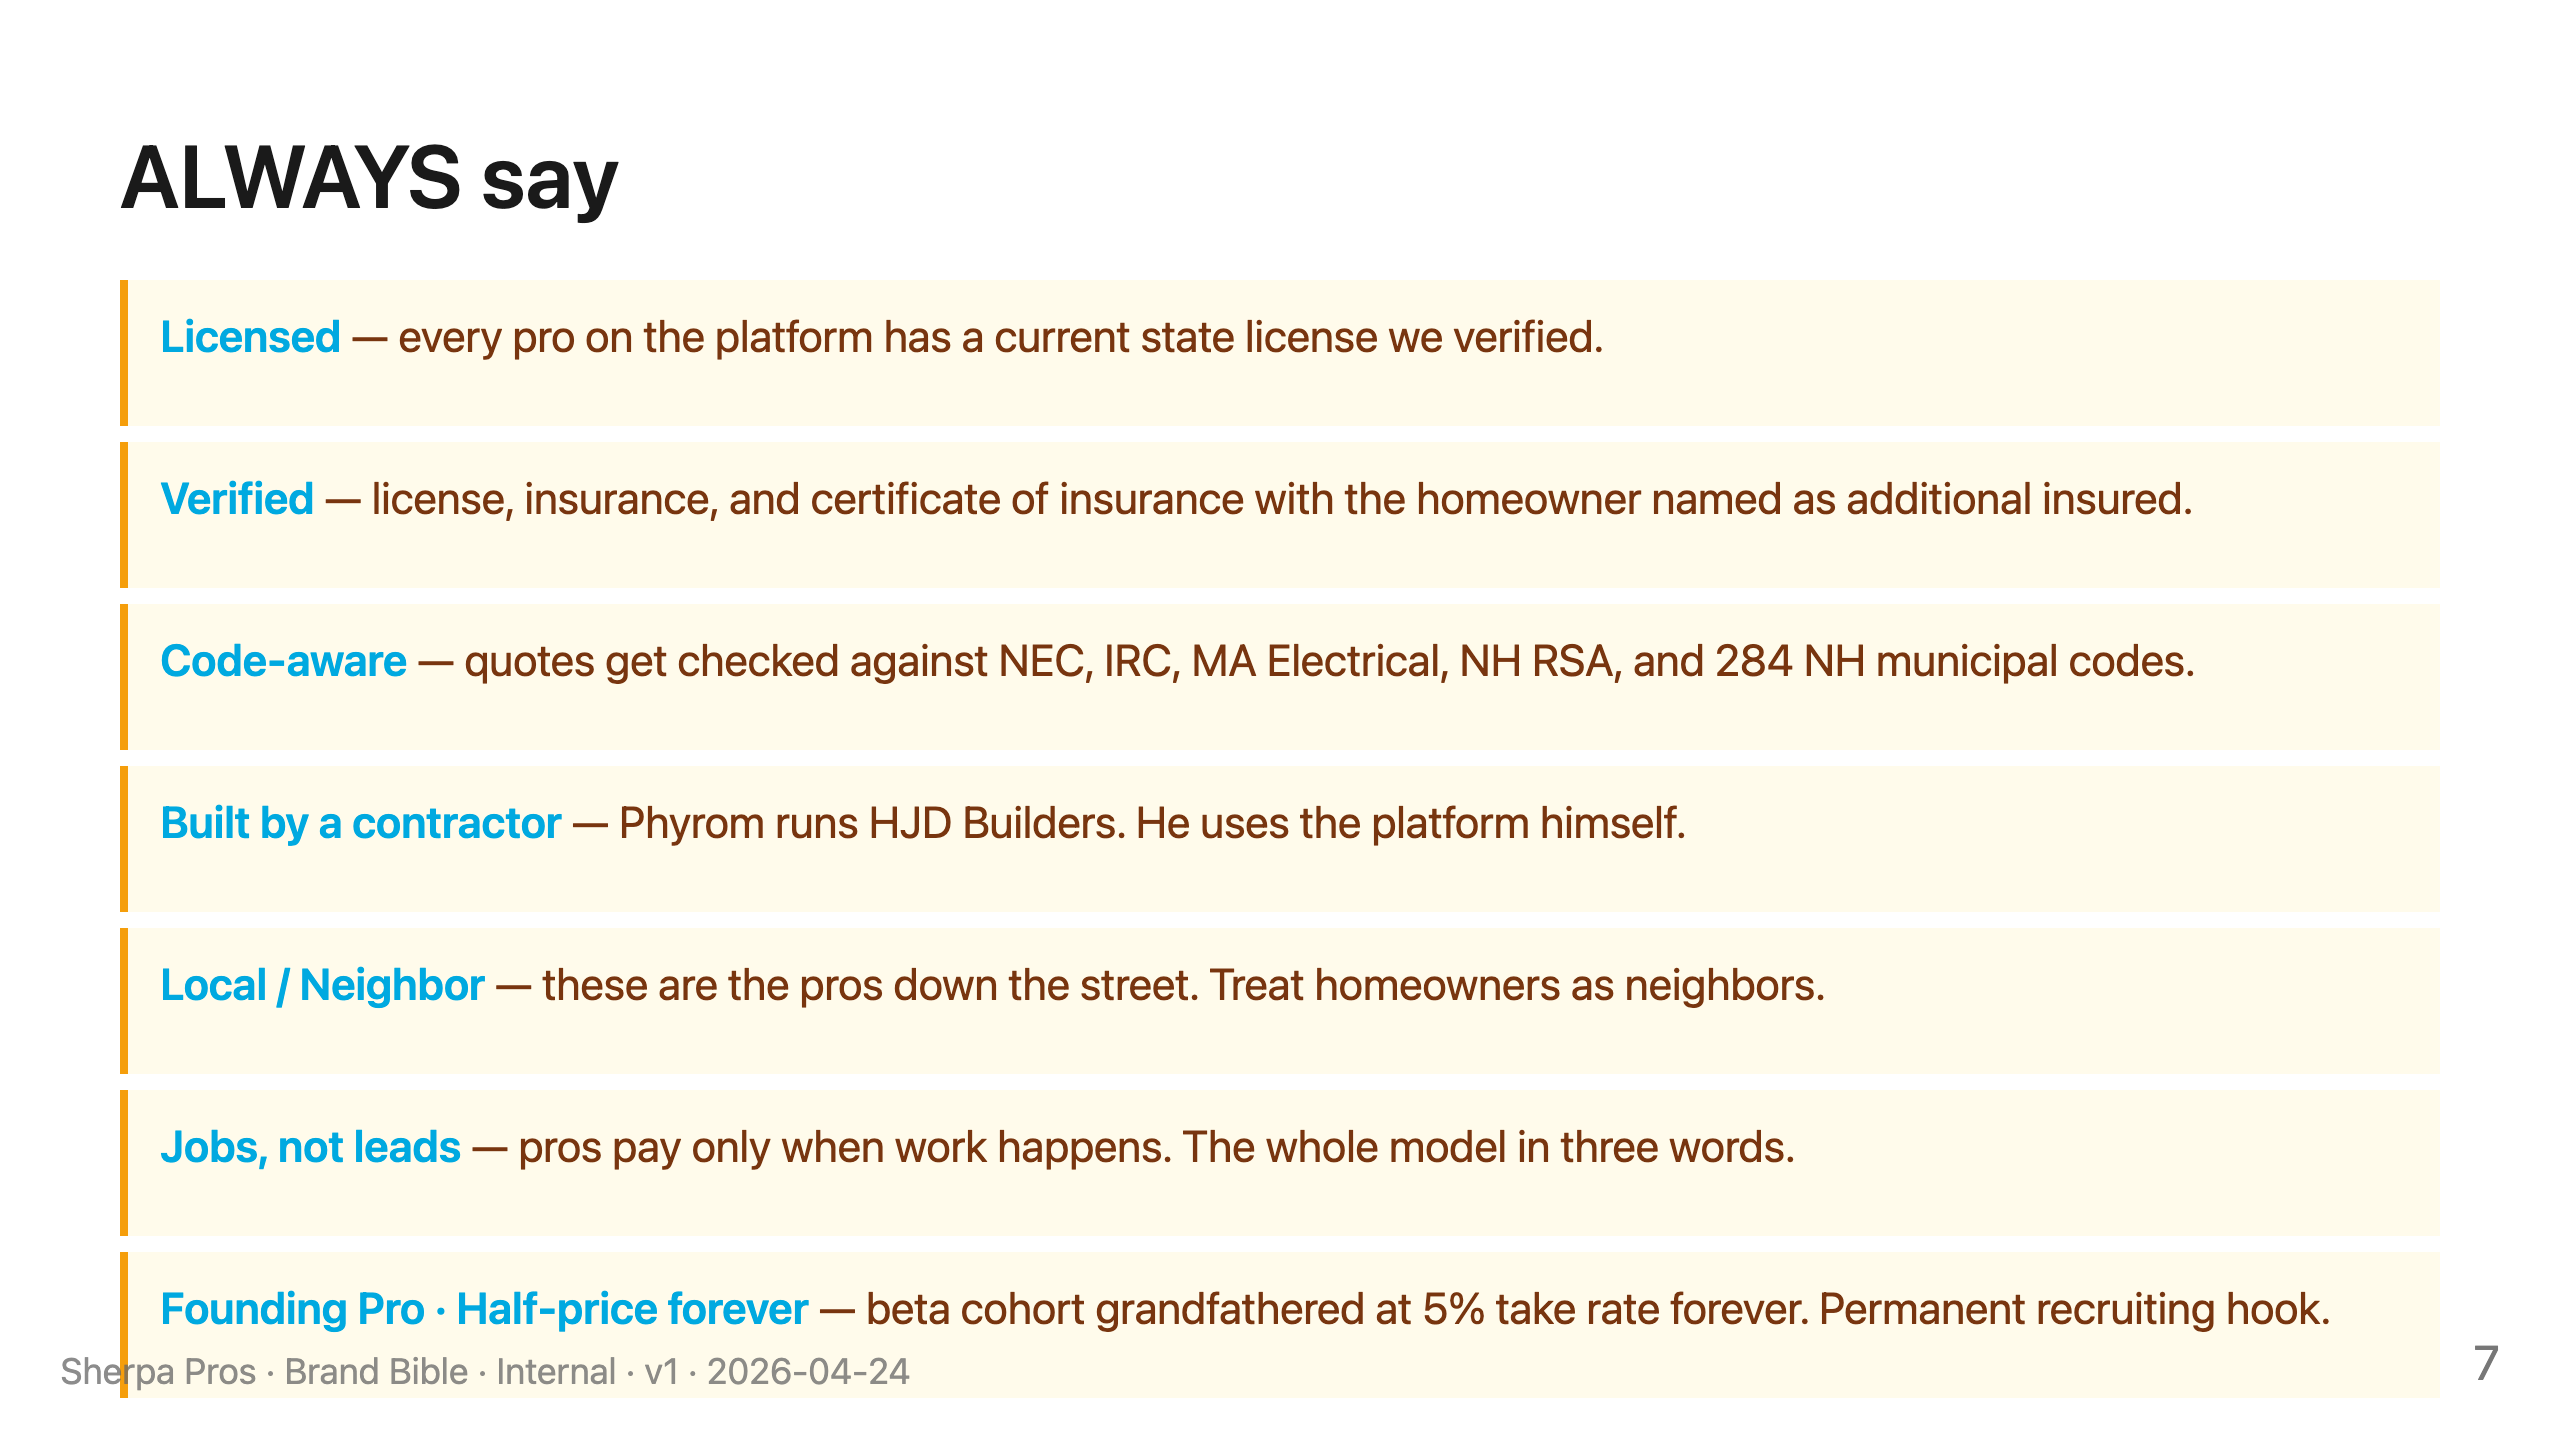 ALWAYS say
Licensed — every pro on the platform has a current state license we verified.
Verified — license, insurance, and certificate of insurance with the homeowner named as additional insured.
Code-aware — quotes get checked against NEC, IRC, MA Electrical, NH RSA, and 284 NH municipal codes.
Built by a contractor — Phyrom runs HJD Builders. He uses the platform himself.
Local / Neighbor — these are the pros down the street. Treat homeowners as neighbors.
Jobs, not leads — pros pay only when work happens. The whole model in three words.
Founding Pro · Half-price forever — beta cohort grandfathered at 5% take rate forever. Permanent recruiting hook.
Sherpa Pros · Brand Bible · Internal · v1 · 2026-04-24
7